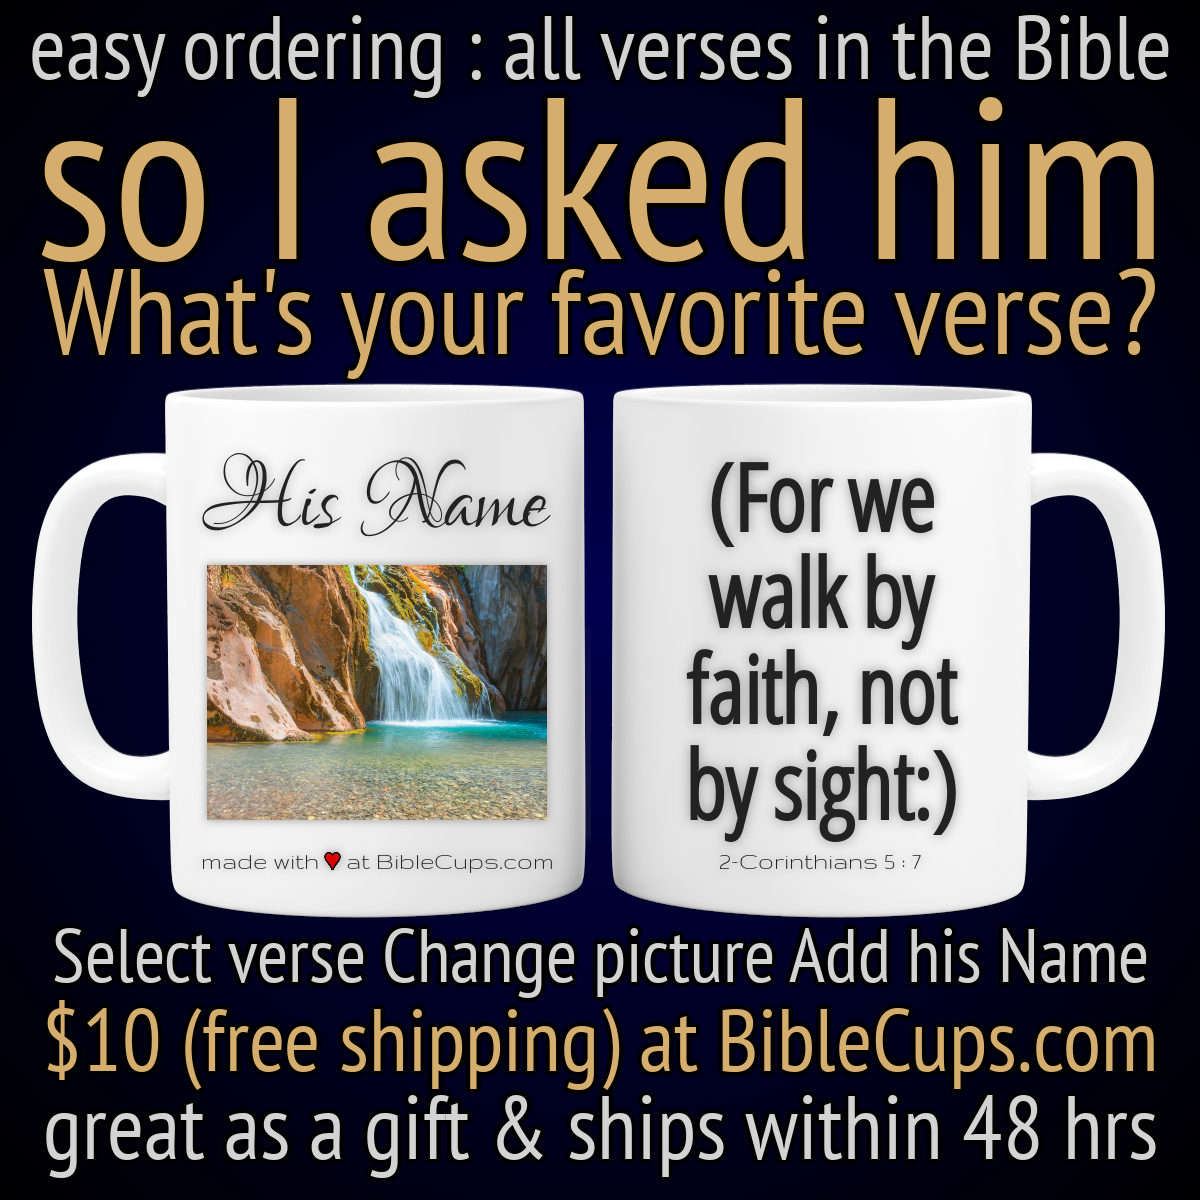 easy ordering : all verses in the Bible
so I asked him
What's your favorite verse?
His Name
made with ♥ at BibleCups.com
(For we
walk by
faith, not
by sight:)
2-Corinthians 5 : 7
Select verse Change picture Add his Name
$10 (free shipping) at BibleCups.com
great as a gift & ships within 48 hrs